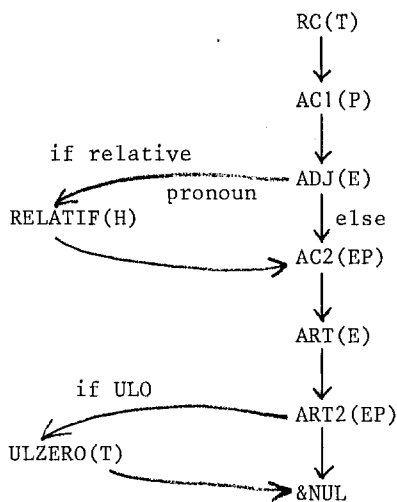 RC(T)
AC1(P)
if relative
pronoun
ADJ(E)
RELATIF(H)
else
AC2(EP)
ART(E)
if ULO
ART2(EP)
ULZERO(T)
&NUL